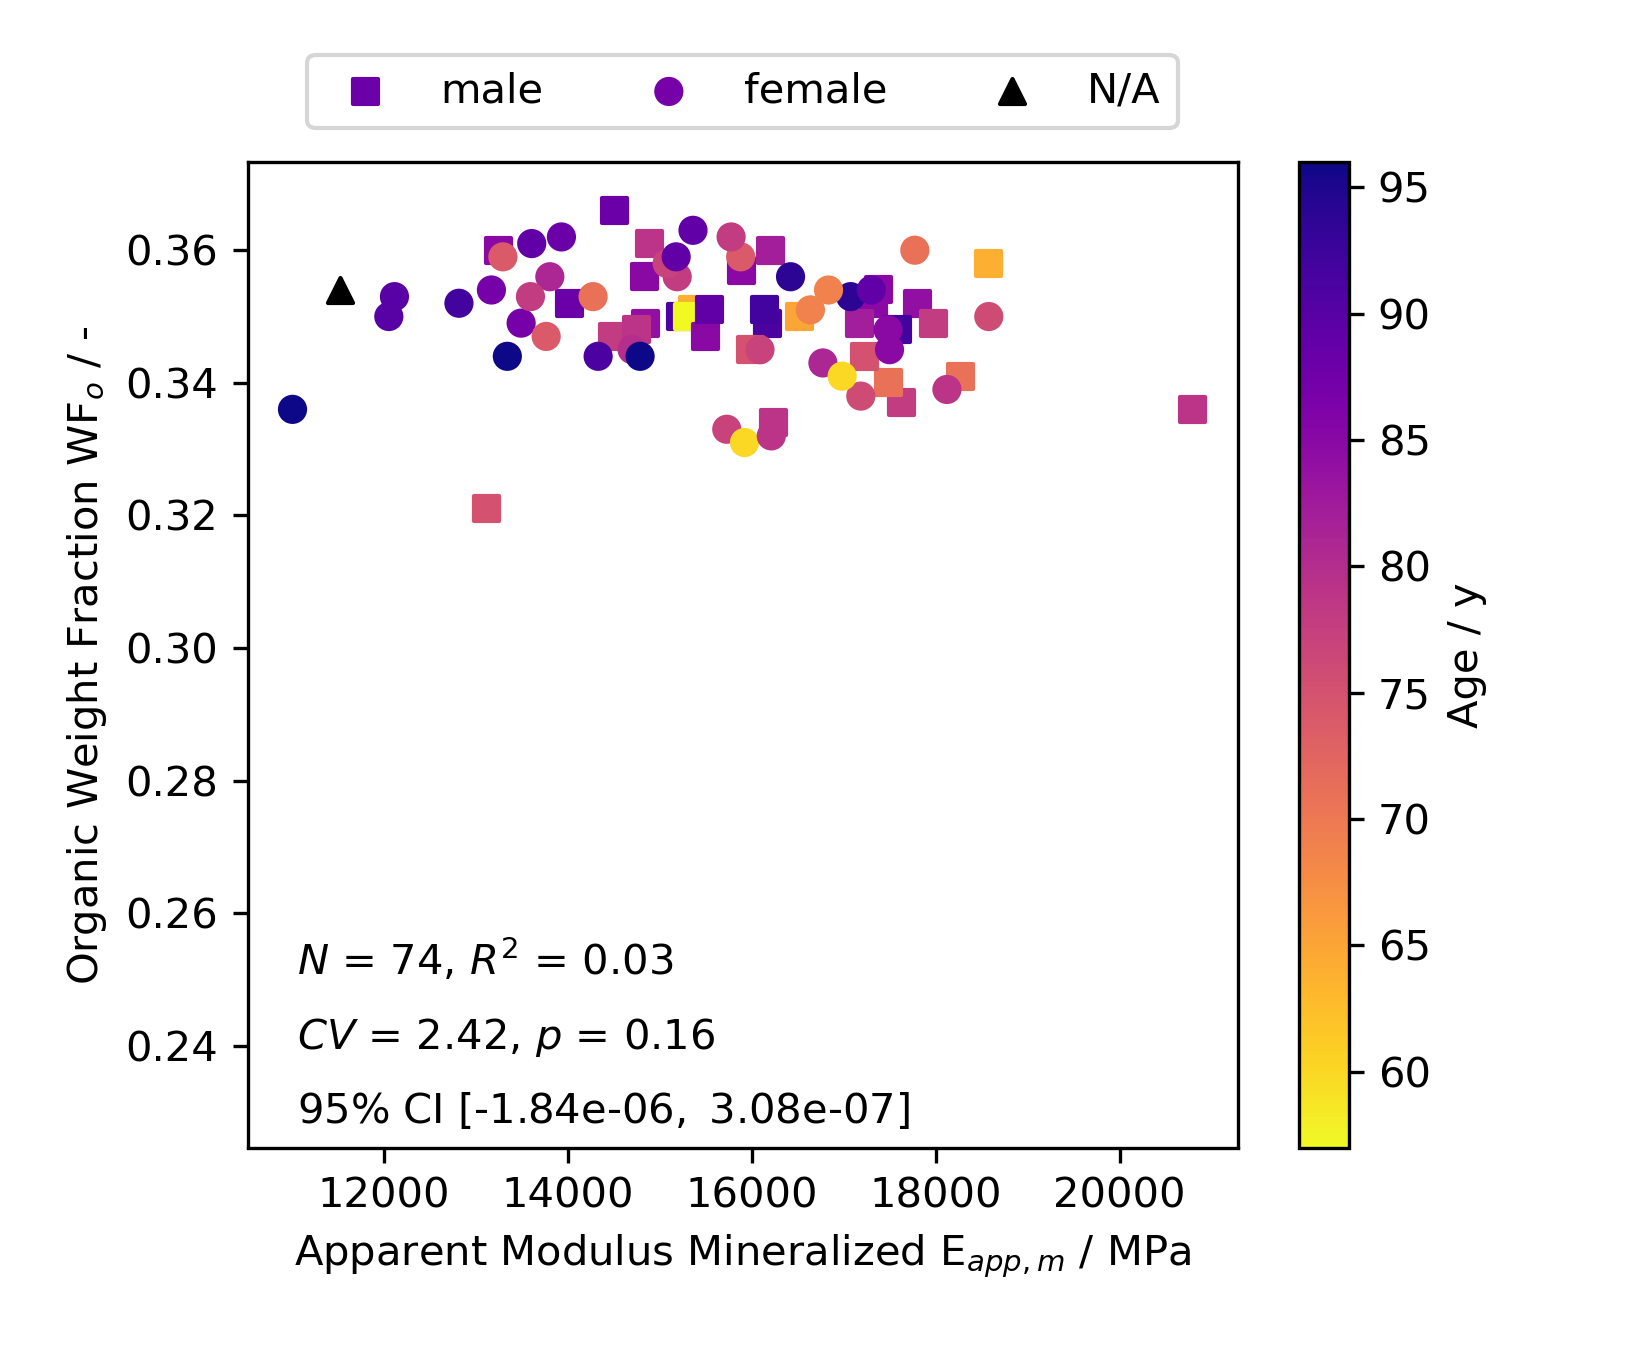 male female N/A
0.36
0.34
0.32
0.30
0.28
0.26
0.24
Organic Weight Fraction WFₒ / -
N = 74, R² = 0.03
CV = 2.42, p = 0.16
95% CI [-1.84e-06, 3.08e-07]
12000 14000 16000 18000 20000
Apparent Modulus Mineralized E_app,m / MPa
95
90
85
80
75
70
65
60
Age / y